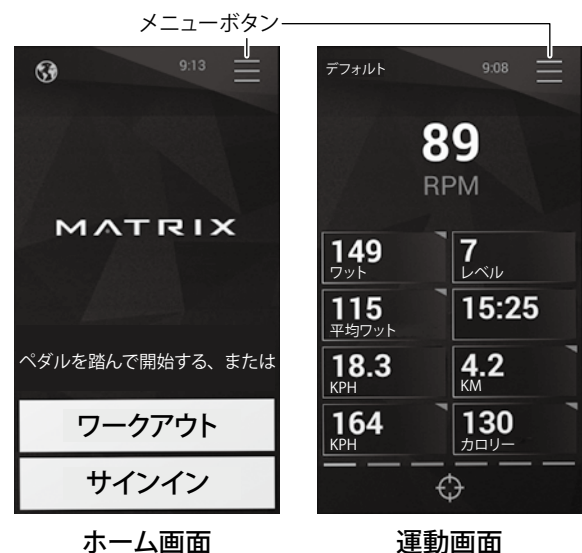 メニューボタン
9:13
MATRIX
ペダルを踏んで開始する、または
ワークアウト
サインイン
ホーム画面
デフォルト
9:08
89
RPM
149
ワット
7
レベル
115
平均ワット
15:25
18.3
KPH
4.2
KM
164
KPH
130
カロリー
運動画面